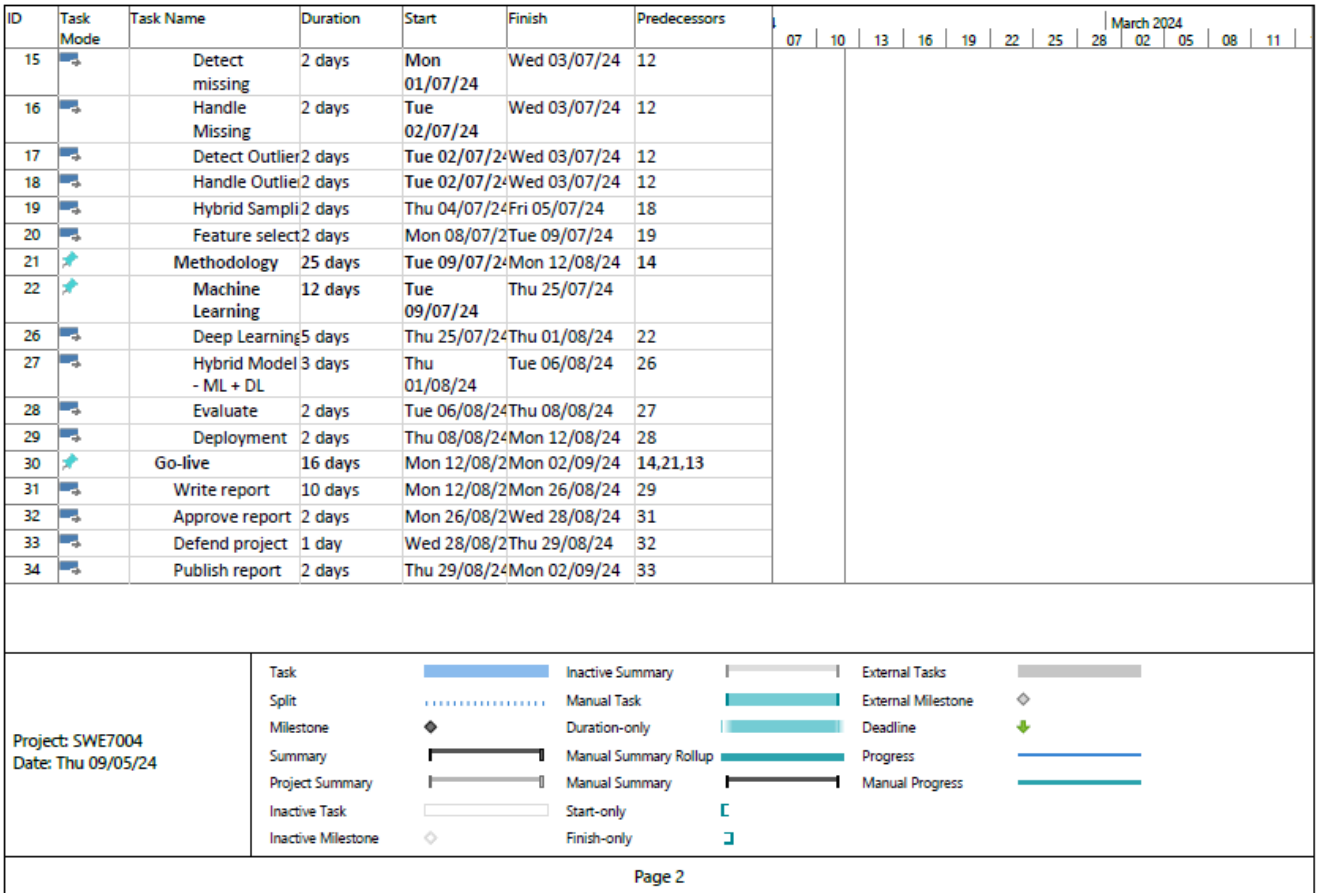 ID Task Mode Task Name Duration Start Finish Predecessors
March 2024
07 10 13 16 19 22 25 28 02 05 08 11
15 Detect missing 2 days Mon 01/07/24 Wed 03/07/24 12
16 Handle Missing 2 days Tue 02/07/24 Wed 03/07/24 12
17 Detect Outlier 2 days Tue 02/07/24 Wed 03/07/24 12
18 Handle Outlie 2 days Tue 02/07/24 Wed 03/07/24 12
19 Hybrid Sampli 2 days Thu 04/07/24 Fri 05/07/24 18
20 Feature select 2 days Mon 08/07/2 Tue 09/07/24 19
21 Methodology 25 days Tue 09/07/24 Mon 12/08/24 14
22 Machine Learning 12 days Tue 09/07/24 Thu 25/07/24
26 Deep Learning 5 days Thu 25/07/24 Thu 01/08/24 22
27 Hybrid Model - ML + DL 3 days Thu 01/08/24 Tue 06/08/24 26
28 Evaluate 2 days Tue 06/08/24 Thu 08/08/24 27
29 Deployment 2 days Thu 08/08/24 Mon 12/08/24 28
30 Go-live 16 days Mon 12/08/2 Mon 02/09/24 14,21,13
31 Write report 10 days Mon 12/08/2 Mon 26/08/24 29
32 Approve report 2 days Mon 26/08/2 Wed 28/08/24 31
33 Defend project 1 day Wed 28/08/2 Thu 29/08/24 32
34 Publish report 2 days Thu 29/08/24 Mon 02/09/24 33
Project: SWE7004
Date: Thu 09/05/24
Task
Split
Milestone
Summary
Project Summary
Inactive Task
Inactive Milestone
Inactive Summary
Manual Task
Duration-only
Manual Summary Rollup
Manual Summary
Start-only
Finish-only
External Tasks
External Milestone
Deadline
Progress
Manual Progress
Page 2